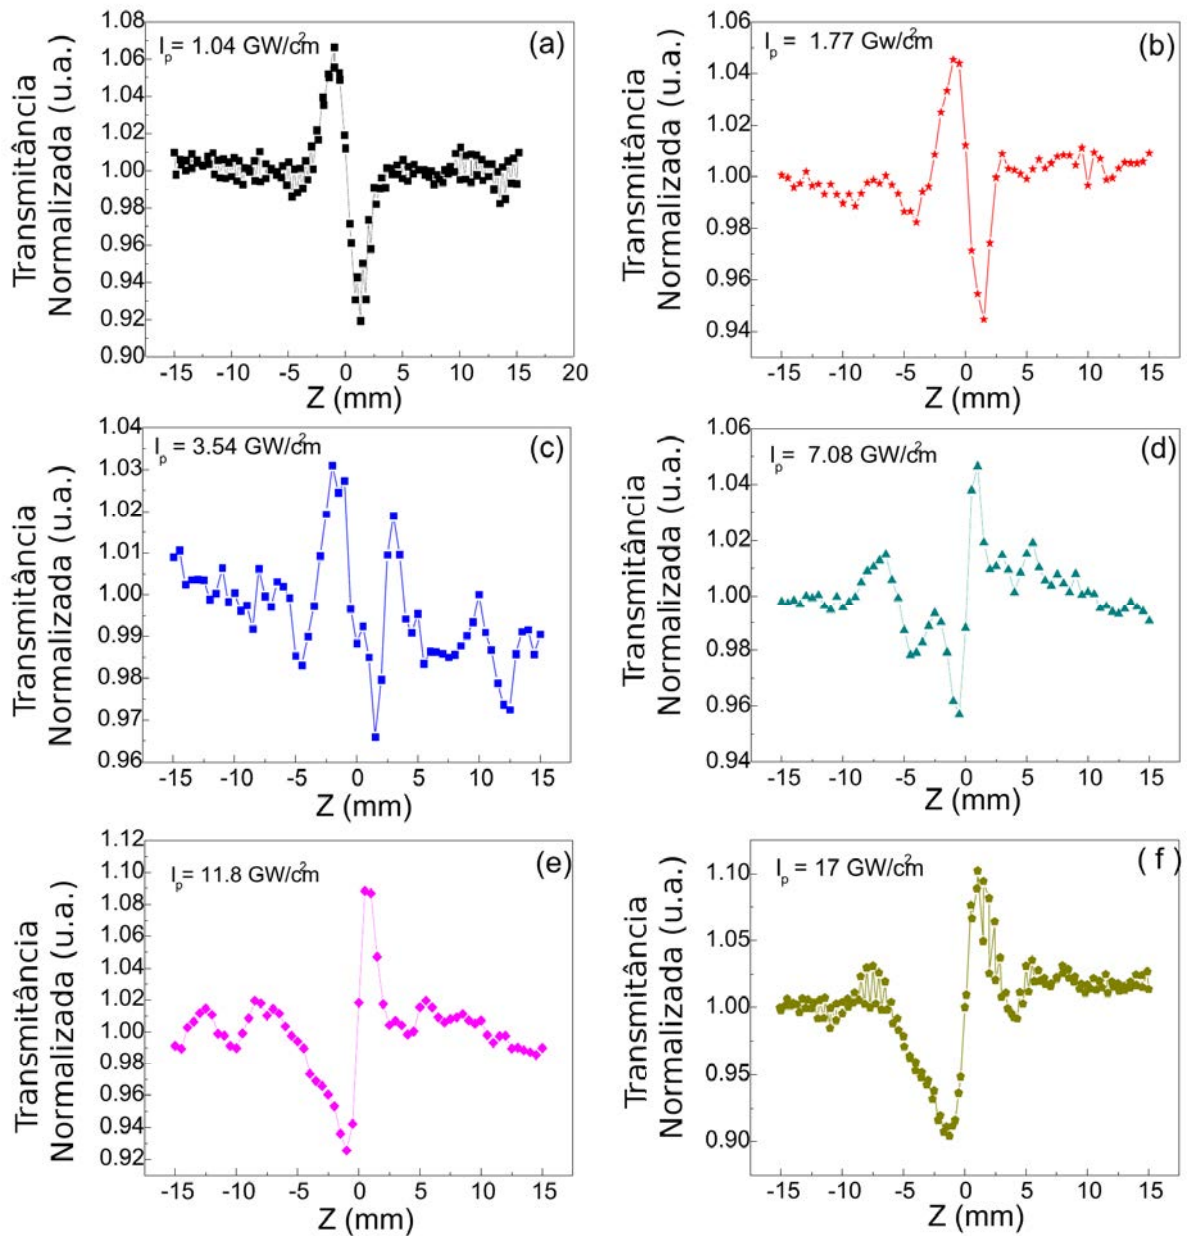 (a)
I_p= 1.04 GW/cm²
Transmitância
Normalizada (u.a.)
1.08
1.06
1.04
1.02
1.00
0.98
0.96
0.94
0.92
0.90
-15 -10 -5 0 5 10 15 20
Z (mm)
(b)
I_p= 1.77 Gw/cm²
Transmitância
Normalizada (u.a.)
1.06
1.04
1.02
1.00
0.98
0.96
0.94
-15 -10 -5 0 5 10 15
Z (mm)
(c)
I_p = 3.54 GW/cm²
Transmitância
Normalizada (u.a.)
1.04
1.03
1.02
1.01
1.00
0.99
0.98
0.97
0.96
-15 -10 -5 0 5 10 15
Z (mm)
(d)
I_p= 7.08 GW/cm²
Transmitância
Normalizada (u.a.)
1.06
1.04
1.02
1.00
0.98
0.96
0.94
-15 -10 -5 0 5 10 15
Z (mm)
(e)
I_p= 11.8 GW/cm²
Transmitância
Normalizada (u.a.)
1.12
1.10
1.08
1.06
1.04
1.02
1.00
0.98
0.96
0.94
0.92
-15 -10 -5 0 5 10 15
Z (mm)
( f )
I_p = 17 GW/cm²
Transmitância
Normalizada (u.a.)
1.10
1.05
1.00
0.95
0.90
-15 -10 -5 0 5 10 15
Z (mm)